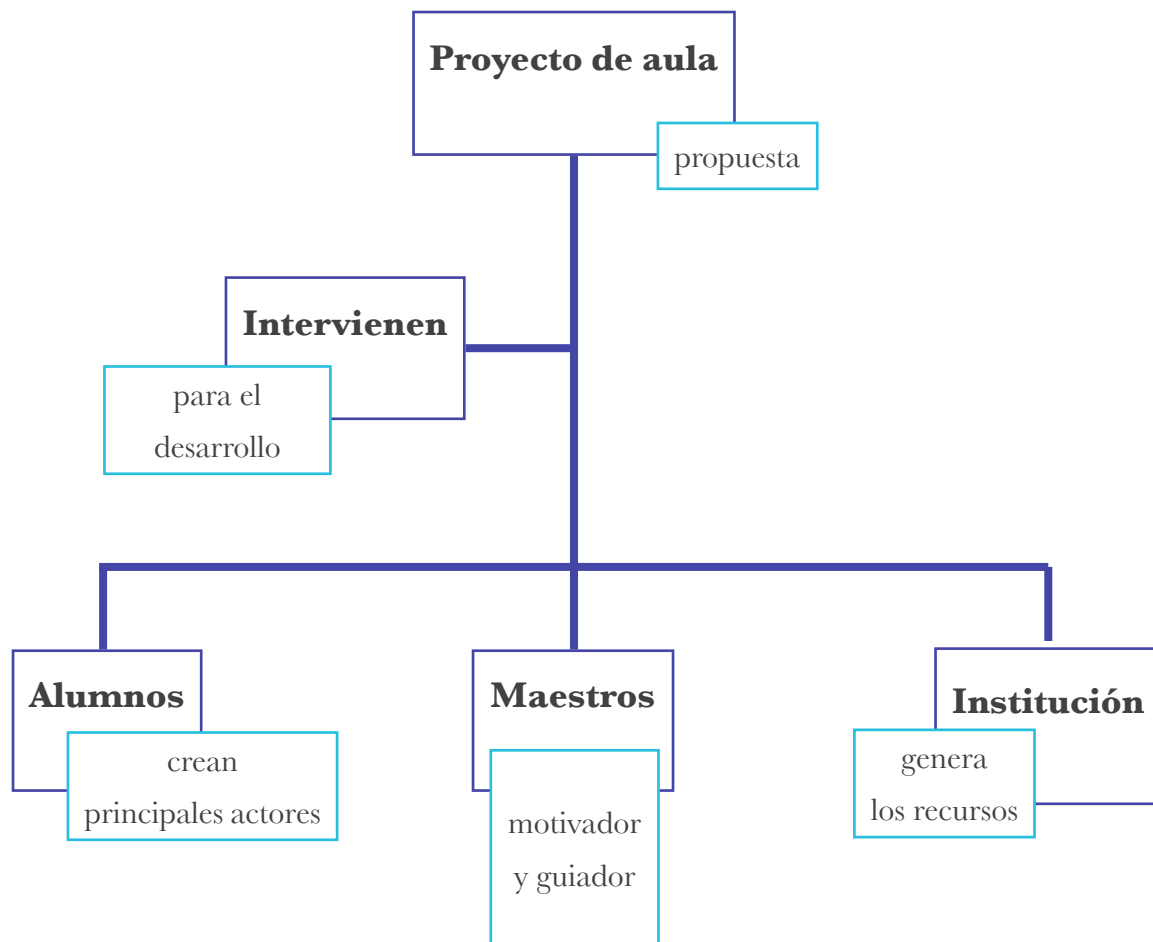 Proyecto de aula
propuesta
Intervienen
para el
desarrollo
Alumnos
crean
principales actores
Maestros
motivador
y guiador
Institución
genera
los recursos